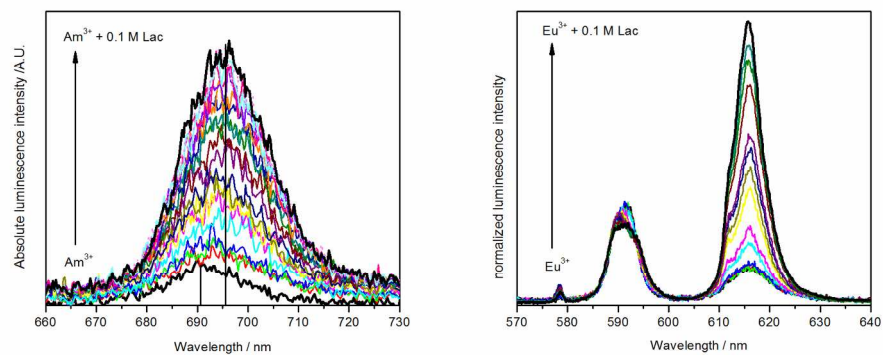 Absolute luminescence intensity /A.U.
Am³⁺ + 0.1 M Lac
Am³⁺
660 670 680 690 700 710 720 730
Wavelength / nm
normalized luminescence intensity
Eu³⁺ + 0.1 M Lac
Eu³⁺
570 580 590 600 610 620 630 640
Wavelength / nm